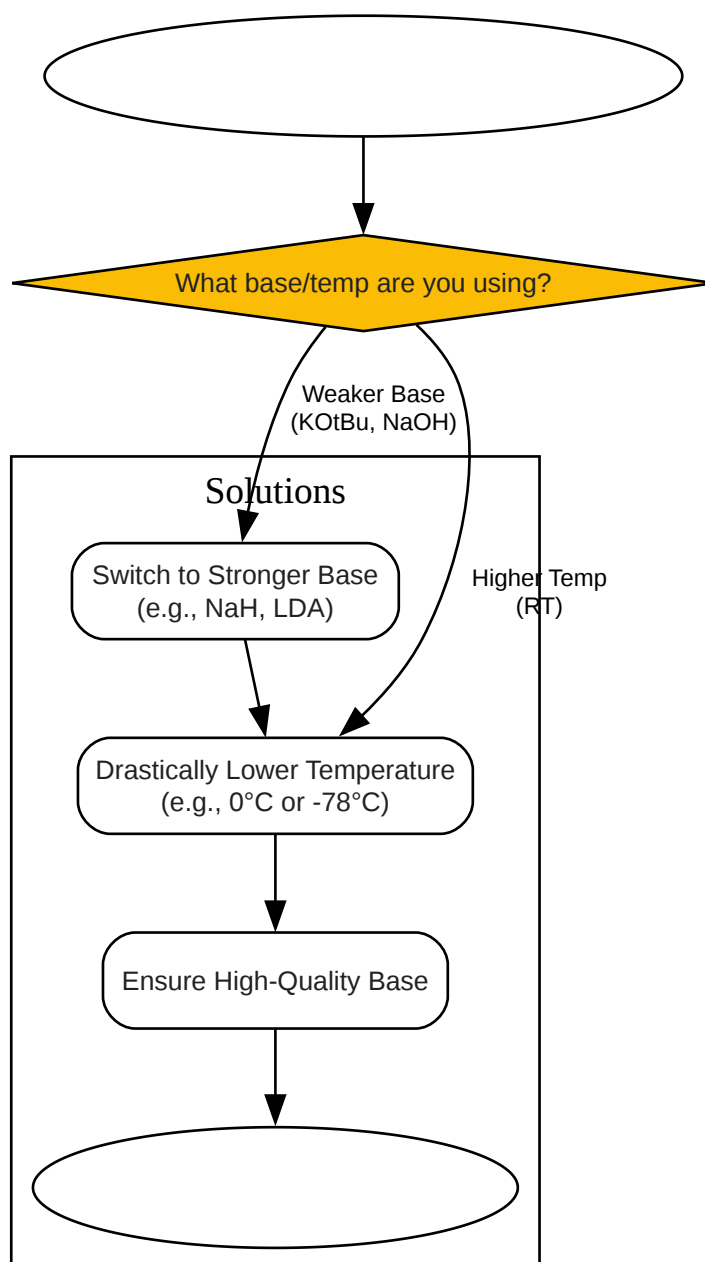 What base/temp are you using?
Weaker Base
(KOtBu, NaOH)
Solutions
Switch to Stronger Base
(e.g., NaH, LDA)
Higher Temp
(RT)
Drastically Lower Temperature
(e.g., 0°C or -78°C)
Ensure High-Quality Base